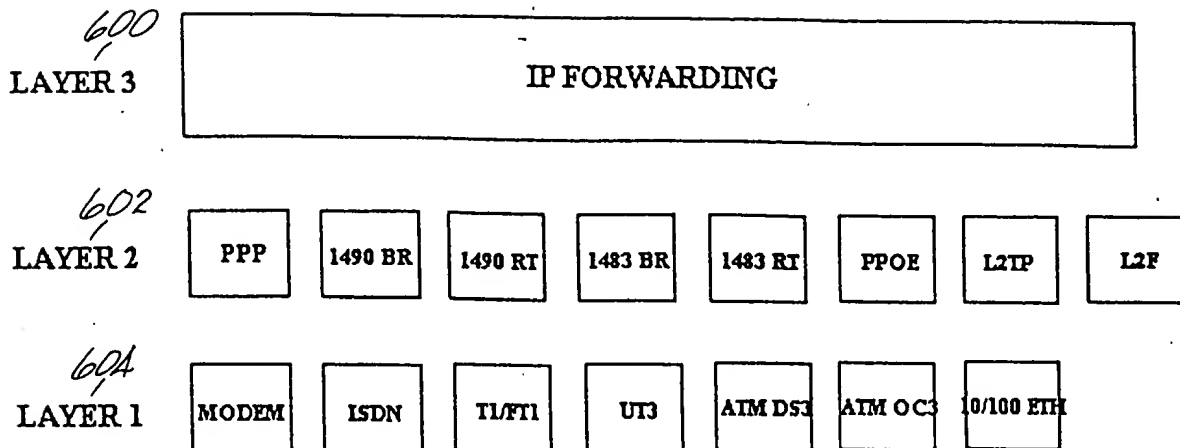 600
LAYER 3 IP FORWARDING
602
LAYER 2 PPP 1490 BR 1490 RT 1483 BR 1483 RT PPOE L2TP L2F
604
LAYER 1 MODEM ISDN T1/FT1 UT3 ATM DS3 ATM OC3 10/100 ETH